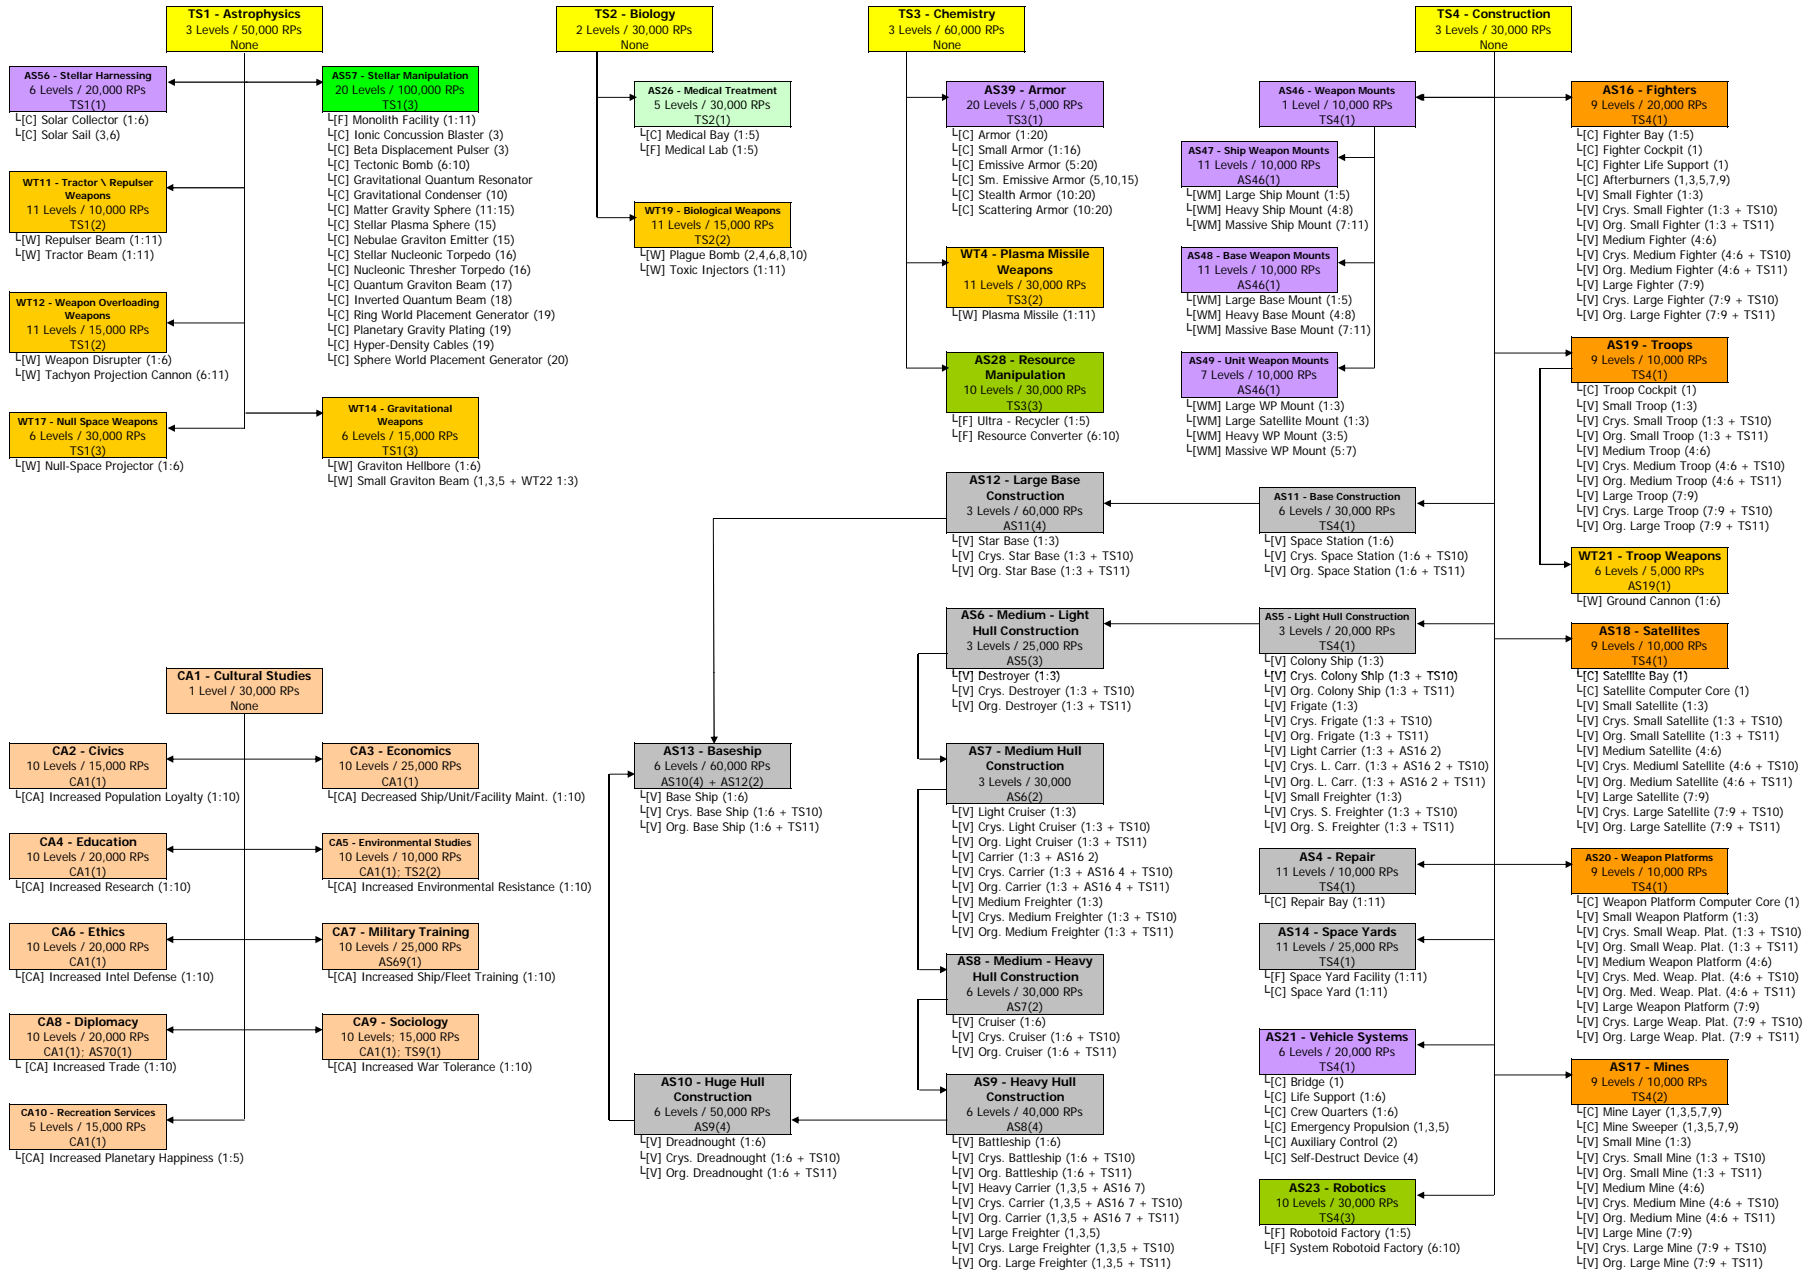 TS1 - Astrophysics
3 Levels / 50,000 RPs
None
AS56 - Stellar Harnessing
6 Levels / 20,000 RPs
TS1(1)
[C] Solar Collector (1:6)
[C] Solar Sail (3,6)
WT11 - Tractor \ Repulser
Weapons
11 Levels / 10,000 RPs
TS1(2)
[W] Repulser Beam (1:11)
[W] Tractor Beam (1:11)
WT12 - Weapon Overloading
Weapons
11 Levels / 15,000 RPs
TS1(2)
[W] Weapon Disrupter (1:6)
[W] Tachyon Projection Cannon (6:11)
WT17 - Null Space Weapons
6 Levels / 30,000 RPs
TS1(3)
[W] Null-Space Projector (1:6)
AS57 - Stellar Manipulation
20 Levels / 100,000 RPs
TS1(3)
[F] Monolith Facility (1:11)
[C] Ionic Concussion Blaster (3)
[C] Beta Displacement Pulser (3)
[C] Tectonic Bomb (6:10)
[C] Gravitational Quantum Resonator
[C] Gravitational Condenser (10)
[C] Matter Gravity Sphere (11:15)
[C] Stellar Plasma Sphere (15)
[C] Nebulae Graviton Emitter (15)
[C] Stellar Nucleonic Torpedo (16)
[C] Nucleonic Thresher Torpedo (16)
[C] Quantum Graviton Beam (17)
[C] Inverted Quantum Beam (18)
[C] Ring World Placement Generator (19)
[C] Planetary Gravity Plating (19)
[C] Hyper-Density Cables (19)
[C] Sphere World Placement Generator (20)
WT14 - Gravitational
Weapons
6 Levels / 15,000 RPs
TS1(3)
[W] Graviton Hellbore (1:6)
[W] Small Graviton Beam (1,3,5 + WT22 1:3)
TS2 - Biology
2 Levels / 30,000 RPs
None
AS26 - Medical Treatment
5 Levels / 30,000 RPs
TS2(1)
[C] Medical Bay (1:5)
[F] Medical Lab (1:5)
WT19 - Biological Weapons
11 Levels / 15,000 RPs
TS2(2)
[W] Plague Bomb (2,4,6,8,10)
[W] Toxic Injectors (1:11)
TS3 - Chemistry
3 Levels / 60,000 RPs
None
AS39 - Armor
20 Levels / 5,000 RPs
TS3(1)
[C] Armor (1:20)
[C] Small Armor (1:16)
[C] Emissive Armor (5:20)
[C] Sm. Emissive Armor (5,10,15)
[C] Stealth Armor (10:20)
[C] Scattering Armor (10:20)
WT4 - Plasma Missile
Weapons
11 Levels / 30,000 RPs
TS3(2)
[W] Plasma Missile (1:11)
AS28 - Resource
Manipulation
10 Levels / 30,000 RPs
TS3(3)
[F] Ultra - Recycler (1:5)
[F] Resource Converter (6:10)
TS4 - Construction
3 Levels / 30,000 RPs
None
AS46 - Weapon Mounts
1 Level / 10,000 RPs
TS4(1)
AS47 - Ship Weapon Mounts
11 Levels / 10,000 RPs
AS46(1)
[WM] Large Ship Mount (1:5)
[WM] Heavy Ship Mount (4:8)
[WM] Massive Ship Mount (7:11)
AS48 - Base Weapon Mounts
11 Levels / 10,000 RPs
AS46(1)
[WM] Large Base Mount (1:5)
[WM] Heavy Base Mount (4:8)
[WM] Massive Base Mount (7:11)
AS49 - Unit Weapon Mounts
7 Levels / 10,000 RPs
AS46(1)
[WM] Large WP Mount (1:3)
[WM] Large Satellite Mount (1:3)
[WM] Heavy WP Mount (3:5)
[WM] Massive WP Mount (5:7)
AS16 - Fighters
9 Levels / 20,000 RPs
TS4(1)
[C] Fighter Bay (1:5)
[C] Fighter Cockpit (1)
[C] Fighter Life Support (1)
[C] Afterburners (1,3,5,7,9)
[V] Small Fighter (1:3)
[V] Crys. Small Fighter (1:3 + TS10)
[V] Org. Small Fighter (1:3 + TS11)
[V] Medium Fighter (4:6)
[V] Crys. Medium Fighter (4:6 + TS10)
[V] Org. Medium Fighter (4:6 + TS11)
[V] Large Fighter (7:9)
[V] Crys. Large Fighter (7:9 + TS10)
[V] Org. Large Fighter (7:9 + TS11)
AS19 - Troops
9 Levels / 10,000 RPs
TS4(1)
[C] Troop Cockpit (1)
[V] Small Troop (1:3)
[V] Crys. Small Troop (1:3 + TS10)
[V] Org. Small Troop (1:3 + TS11)
[V] Medium Troop (4:6)
[V] Crys. Medium Troop (4:6 + TS10)
[V] Org. Medium Troop (4:6 + TS11)
[V] Large Troop (7:9)
[V] Crys. Large Troop (7:9 + TS10)
[V] Org. Large Troop (7:9 + TS11)
WT21 - Troop Weapons
6 Levels / 5,000 RPs
AS19(1)
[W] Ground Cannon (1:6)
AS12 - Large Base
Construction
3 Levels / 60,000 RPs
AS11(4)
[V] Star Base (1:3)
[V] Crys. Star Base (1:3 + TS10)
[V] Org. Star Base (1:3 + TS11)
AS11 - Base Construction
6 Levels / 30,000 RPs
TS4(1)
[V] Space Station (1:6)
[V] Crys. Space Station (1:6 + TS10)
[V] Org. Space Station (1:6 + TS11)
AS6 - Medium - Light
Hull Construction
3 Levels / 25,000 RPs
AS5(3)
[V] Destroyer (1:3)
[V] Crys. Destroyer (1:3 + TS10)
[V] Org. Destroyer (1:3 + TS11)
AS5 - Light Hull Construction
3 Levels / 20,000 RPs
TS4(1)
[V] Colony Ship (1:3)
[V] Crys. Colony Ship (1:3 + TS10)
[V] Org. Colony Ship (1:3 + TS11)
[V] Frigate (1:3)
[V] Crys. Frigate (1:3 + TS10)
[V] Org. Frigate (1:3 + TS11)
[V] Light Carrier (1:3 + AS16 2)
[V] Crys. L. Carr. (1:3 + AS16 2 + TS10)
[V] Org. L. Carr. (1:3 + AS16 2 + TS11)
[V] Small Freighter (1:3)
[V] Crys. S. Freighter (1:3 + TS10)
[V] Org. S. Freighter (1:3 + TS11)
AS18 - Satellites
9 Levels / 10,000 RPs
TS4(1)
[C] Satellite Bay (1)
[C] Satellite Computer Core (1)
[V] Small Satellite (1:3)
[V] Crys. Small Satellite (1:3 + TS10)
[V] Org. Small Satellite (1:3 + TS11)
[V] Medium Satellite (4:6)
[V] Crys. Mediuml Satellite (4:6 + TS10)
[V] Org. Medium Satellite (4:6 + TS11)
[V] Large Satellite (7:9)
[V] Crys. Large Satellite (7:9 + TS10)
[V] Org. Large Satellite (7:9 + TS11)
CA1 - Cultural Studies
1 Level / 30,000 RPs
None
CA2 - Civics
10 Levels / 15,000 RPs
CA1(1)
[CA] Increased Population Loyalty (1:10)
CA3 - Economics
10 Levels / 25,000 RPs
CA1(1)
[CA] Decreased Ship/Unit/Facility Maint. (1:10)
CA4 - Education
10 Levels / 20,000 RPs
CA1(1)
[CA] Increased Research (1:10)
CA5 - Environmental Studies
10 Levels / 10,000 RPs
CA1(1); TS2(2)
[CA] Increased Environmental Resistance (1:10)
CA6 - Ethics
10 Levels / 20,000 RPs
CA1(1)
[CA] Increased Intel Defense (1:10)
CA7 - Military Training
10 Levels / 25,000 RPs
AS69(1)
[CA] Increased Ship/Fleet Training (1:10)
CA8 - Diplomacy
10 Levels / 20,000 RPs
CA1(1); AS70(1)
[CA] Increased Trade (1:10)
CA9 - Sociology
10 Levels; 15,000 RPs
CA1(1); TS9(1)
[CA] Increased War Tolerance (1:10)
CA10 - Recreation Services
5 Levels / 15,000 RPs
CA1(1)
[CA] Increased Planetary Happiness (1:5)
AS13 - Baseship
6 Levels / 60,000 RPs
AS10(4) + AS12(2)
[V] Base Ship (1:6)
[V] Crys. Base Ship (1:6 + TS10)
[V] Org. Base Ship (1:6 + TS11)
AS7 - Medium Hull
Construction
3 Levels / 30,000
AS6(2)
[V] Light Cruiser (1:3)
[V] Crys. Light Cruiser (1:3 + TS10)
[V] Org. Light Cruiser (1:3 + TS11)
[V] Carrier (1:3 + AS16 2)
[V] Crys. Carrier (1:3 + AS16 4 + TS10)
[V] Org. Carrier (1:3 + AS16 4 + TS11)
[V] Medium Freighter (1:3)
[V] Crys. Medium Freighter (1:3 + TS10)
[V] Org. Medium Freighter (1:3 + TS11)
AS8 - Medium - Heavy
Hull Construction
6 Levels / 30,000 RPs
AS7(2)
[V] Cruiser (1:6)
[V] Crys. Cruiser (1:6 + TS10)
[V] Org. Cruiser (1:6 + TS11)
AS10 - Huge Hull
Construction
6 Levels / 50,000 RPs
AS9(4)
[V] Dreadnought (1:6)
[V] Crys. Dreadnought (1:6 + TS10)
[V] Org. Dreadnought (1:6 + TS11)
AS9 - Heavy Hull
Construction
6 Levels / 40,000 RPs
AS8(4)
[V] Battleship (1:6)
[V] Crys. Battleship (1:6 + TS10)
[V] Org. Battleship (1:6 + TS11)
[V] Heavy Carrier (1,3,5 + AS16 7)
[V] Crys. Carrier (1,3,5 + AS16 7 + TS10)
[V] Org. Carrier (1,3,5 + AS16 7 + TS11)
[V] Large Freighter (1,3,5)
[V] Crys. Large Freighter (1,3,5 + TS10)
[V] Org. Large Freighter (1,3,5 + TS11)
AS4 - Repair
11 Levels / 10,000 RPs
TS4(1)
[C] Repair Bay (1:11)
AS14 - Space Yards
11 Levels / 25,000 RPs
TS4(1)
[F] Space Yard Facility (1:11)
[C] Space Yard (1:11)
AS21 - Vehicle Systems
6 Levels / 20,000 RPs
TS4(1)
[C] Bridge (1)
[C] Life Support (1:6)
[C] Crew Quarters (1:6)
[C] Emergency Propulsion (1,3,5)
[C] Auxiliary Control (2)
[C] Self-Destruct Device (4)
AS23 - Robotics
10 Levels / 30,000 RPs
TS4(3)
[F] Robotoid Factory (1:5)
[F] System Robotoid Factory (6:10)
AS20 - Weapon Platforms
9 Levels / 10,000 RPs
TS4(1)
[C] Weapon Platform Computer Core (1)
[V] Small Weapon Platform (1:3)
[V] Crys. Small Weap. Plat. (1:3 + TS10)
[V] Org. Small Weap. Plat. (1:3 + TS11)
[V] Medium Weapon Platform (4:6)
[V] Crys. Med. Weap. Plat. (4:6 + TS10)
[V] Org. Med. Weap. Plat. (4:6 + TS11)
[V] Large Weapon Platform (7:9)
[V] Crys. Large Weap. Plat. (7:9 + TS10)
[V] Org. Large Weap. Plat. (7:9 + TS11)
AS17 - Mines
9 Levels / 10,000 RPs
TS4(2)
[C] Mine Layer (1,3,5,7,9)
[C] Mine Sweeper (1,3,5,7,9)
[V] Small Mine (1:3)
[V] Crys. Small Mine (1:3 + TS10)
[V] Org. Small Mine (1:3 + TS11)
[V] Medium Mine (4:6)
[V] Crys. Medium Mine (4:6 + TS10)
[V] Org. Medium Mine (4:6 + TS11)
[V] Large Mine (7:9)
[V] Crys. Large Mine (7:9 + TS10)
[V] Org. Large Mine (7:9 + TS11)